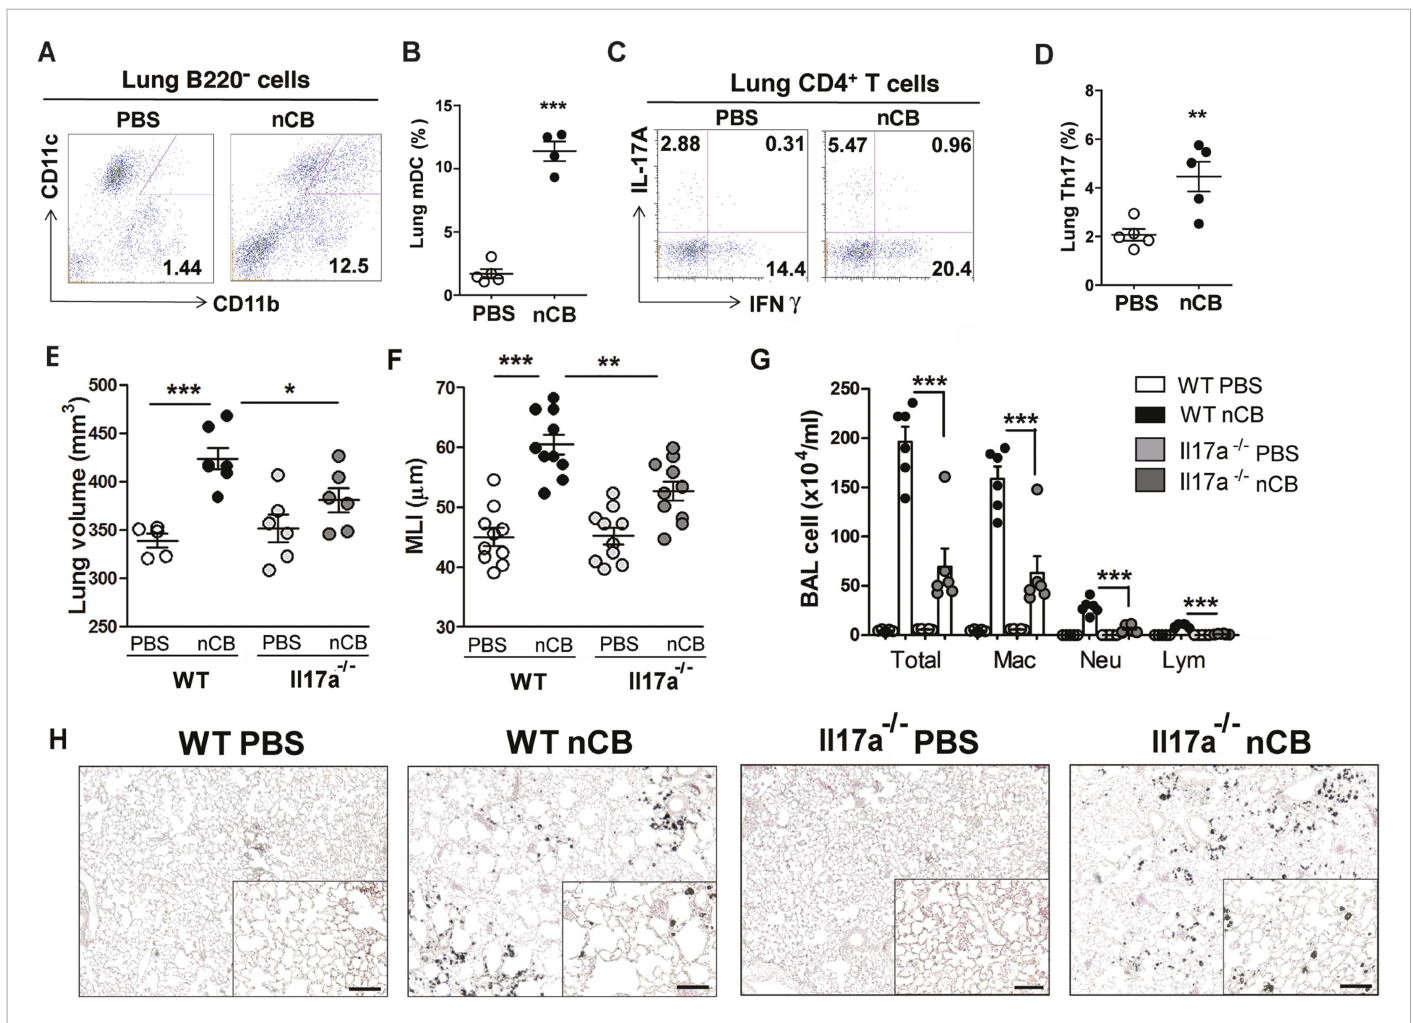 A
Lung B220⁻ cells
PBS nCB
CD11c
1.44 12.5
CD11b
B
***
Lung mDC (%)
15
10
5
0
PBS nCB
C
Lung CD4⁺ T cells
PBS nCB
IL-17A
2.88 0.31 5.47 0.96
14.4 20.4
IFN γ
D
**
Lung Th17 (%)
8
6
4
2
0
PBS nCB
E
*** *
Lung volume (mm³)
500
450
400
350
300
250
PBS nCB PBS nCB
WT Il17a⁻/⁻
F
*** **
MLI (μm)
70
60
50
40
30
PBS nCB PBS nCB
WT Il17a⁻/⁻
G
BAL cell (x10⁴/ml)
250
200
150
100
50
0
*** *** *** ***
Total Mac Neu Lym
WT PBS
WT nCB
Il17a⁻/⁻ PBS
Il17a⁻/⁻ nCB
H
WT PBS WT nCB Il17a⁻/⁻ PBS Il17a⁻/⁻ nCB